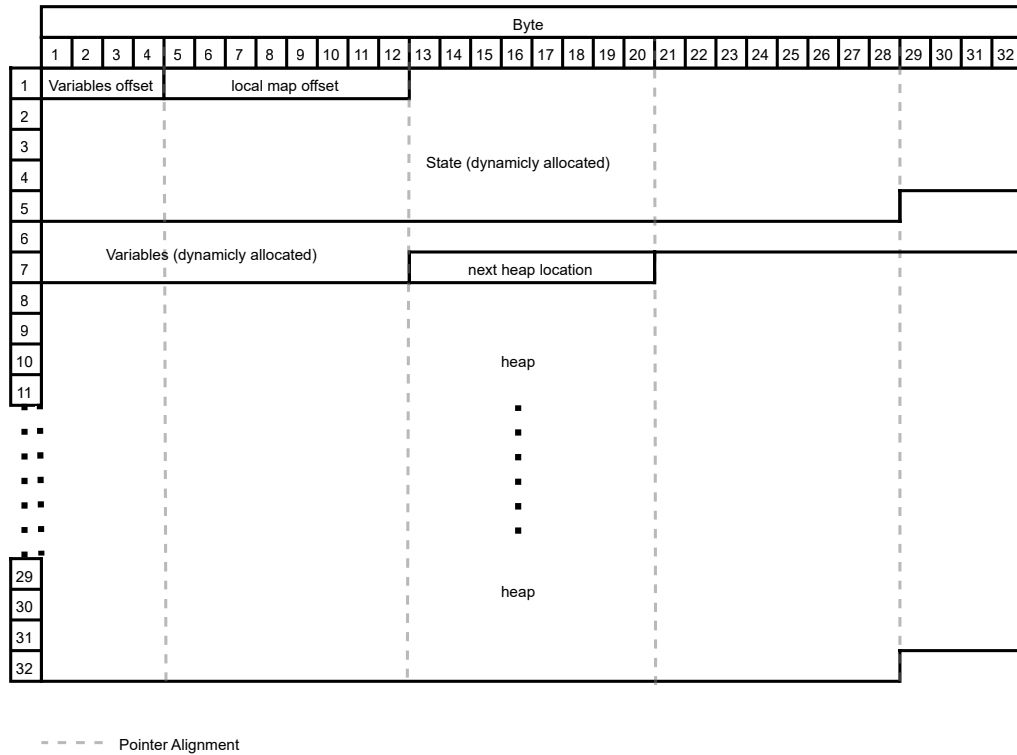 Byte
1 2 3 4 5 6 7 8 9 10 11 12 13 14 15 16 17 18 19 20 21 22 23 24 25 26 27 28 29 30 31 32
1 Variables offset local map offset
2
3
State (dynamicly allocated)
4
5
6
Variables (dynamicly allocated)
7 next heap location
8
9
10 heap
11
29
heap
30
31
32
Pointer Alignment